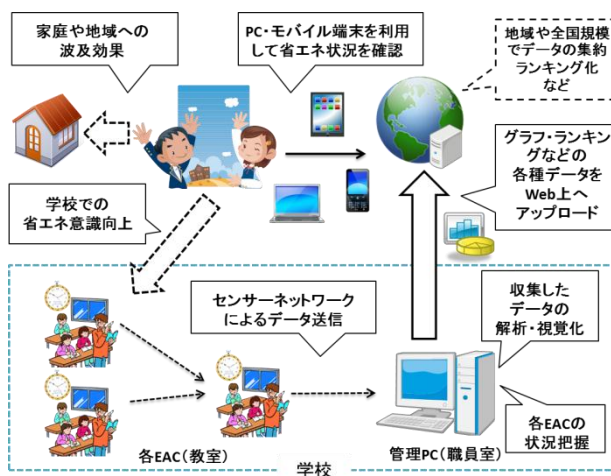 家庭や地域への
波及効果
PC・モバイル端末を利用
して省エネ状況を確認
地域や全国規模
でデータの集約
ランキング化
など
グラフ・ランキン
グなどの
各種データを
Web上へ
アップロード
学校での
省エネ意識向上
センサーネットワーク
によるデータ送信
収集した
データの
解析・視覚化
各EACの
状況把握
各EAC(教室)
管理PC(職員室)
学校